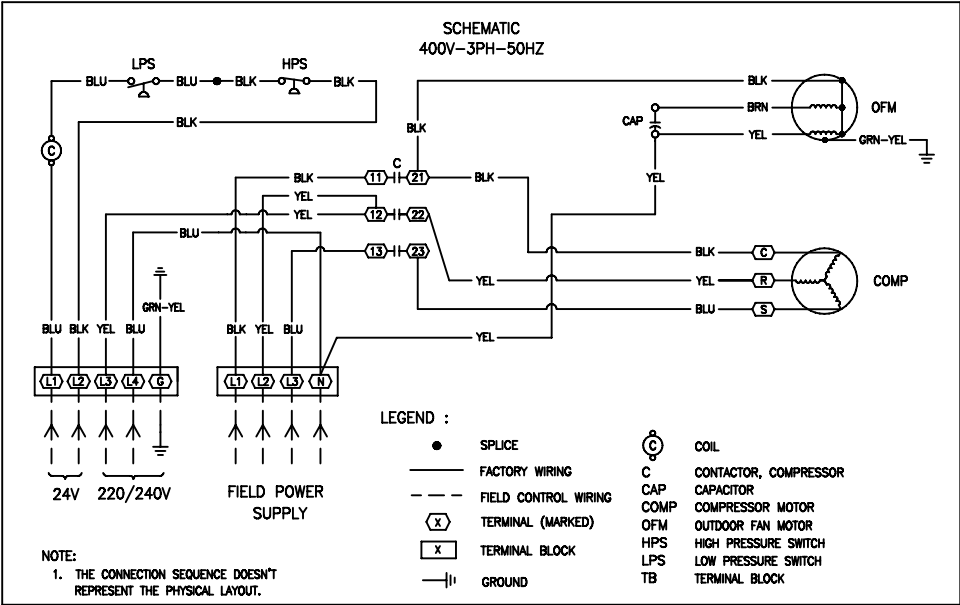 SCHEMATIC
400V-3PH-50HZ
LPS
HPS
BLU
BLU
BLK
BLK
BLK
BLK
BRN
OFM
CAP
YEL
GRN-YEL
BLK
C
C
BLK
11
21
BLK
YEL
YEL
YEL
12
22
BLU
13
23
BLK
C
YEL
YEL
R
COMP
BLU
S
GRN-YEL
BLU
BLK
YEL
BLU
BLK
YEL
BLU
YEL
L1
L2
L3
L4
G
L1
L2
L3
N
24V
220/240V
FIELD POWER
SUPPLY
LEGEND :
SPLICE
FACTORY WIRING
FIELD CONTROL WIRING
X
TERMINAL (MARKED)
X
TERMINAL BLOCK
GROUND
C
COIL
C
CONTACTOR, COMPRESSOR
CAP
CAPACITOR
COMP
COMPRESSOR MOTOR
OFM
OUTDOOR FAN MOTOR
HPS
HIGH PRESSURE SWITCH
LPS
LOW PRESSURE SWITCH
TB
TERMINAL BLOCK
NOTE:
1. THE CONNECTION SEQUENCE DOESN'T
REPRESENT THE PHYSICAL LAYOUT.